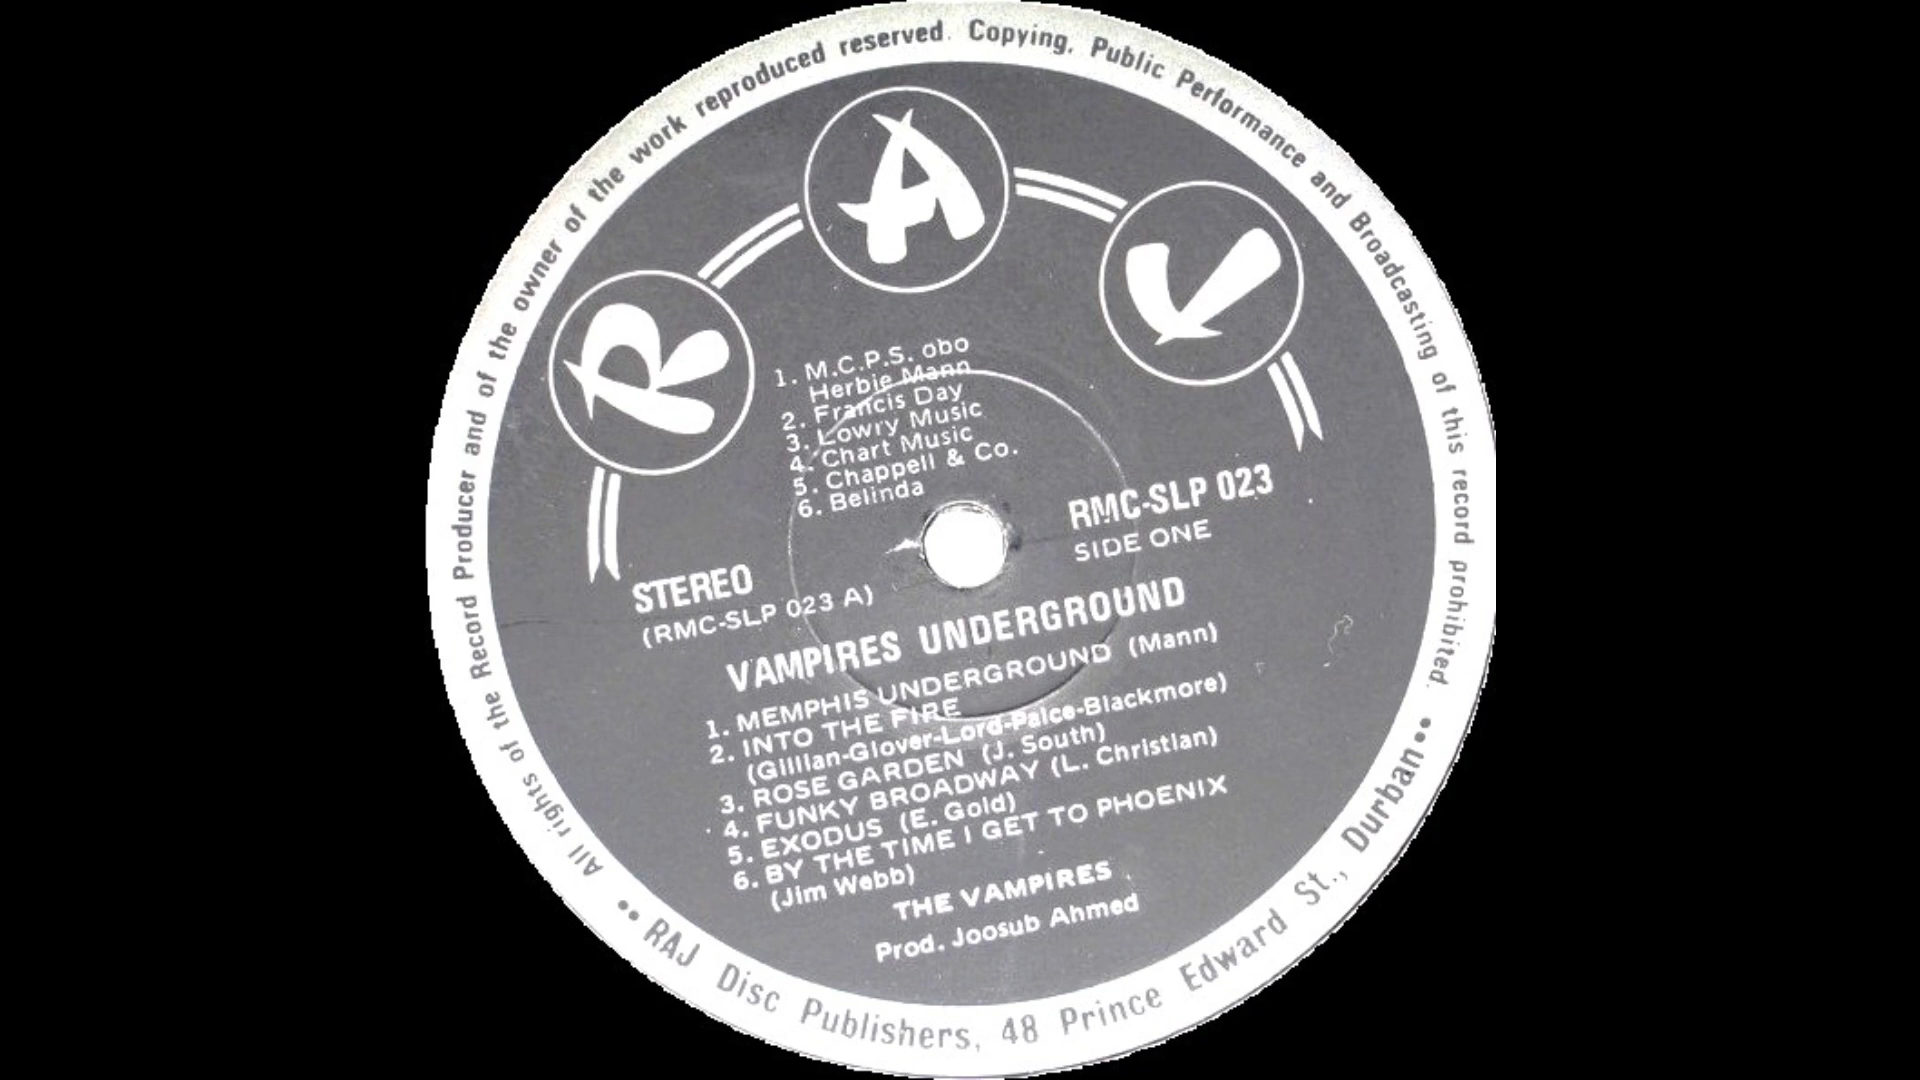 All rights of the Record Producer and of the owner of the work reproduced reserved. Copying, Public Performance and Broadcasting of this record prohibited.
RAJ
1. M.C.P.S. obo
Herbie Mann
2. Francis Day
3. Lowry Music
4. Chart Music
5. Chappell & Co.
6. Belinda
RMC-SLP 023
SIDE ONE
STEREO
(RMC-SLP 023 A)
VAMPIRES UNDERGROUND
1. MEMPHIS UNDERGROUND (Mann)
2. INTO THE FIRE
(Gillian-Glover-Lord-Paice-Blackmore)
3. ROSE GARDEN (J. South)
4. FUNKY BROADWAY (L. Christian)
5. EXODUS (E. Gold)
6. BY THE TIME I GET TO PHOENIX
(Jim Webb)
THE VAMPIRES
Prod. Joosub Ahmed
•• RAJ Disc Publishers, 48 Prince Edward St., Durban ••